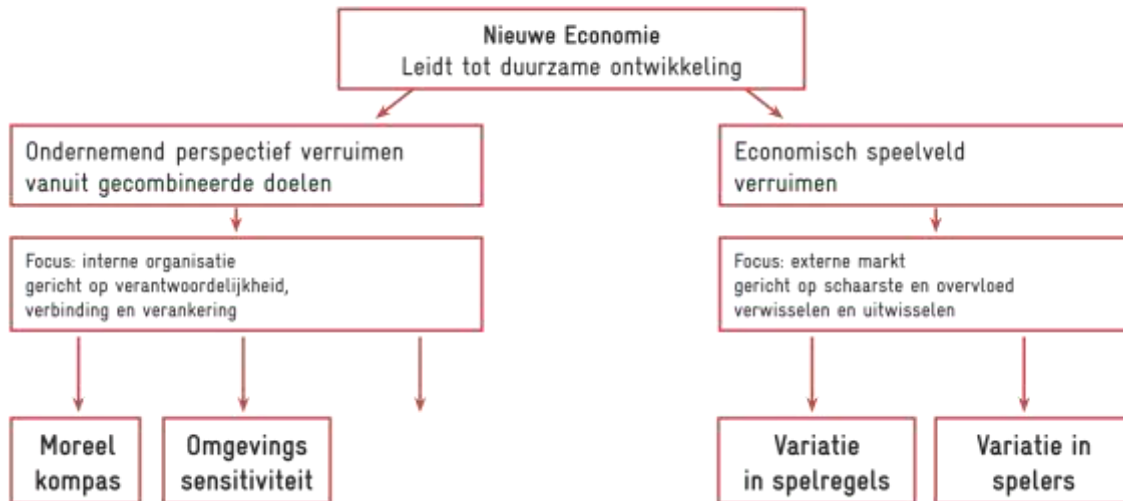 Nieuwe Economie
Leidt tot duurzame ontwikkeling
Ondernemend perspectief verruimen
vanuit gecombineerde doelen
Economisch speelveld
verruimen
Focus: interne organisatie
gericht op verantwoordelijkheid,
verbinding en verankering
Focus: externe markt
gericht op schaarste en overvloed
verwisselen en uitwisselen
Moreel
kompas
Omgevings
sensitiviteit
Variatie
in spelregels
Variatie in
spelers